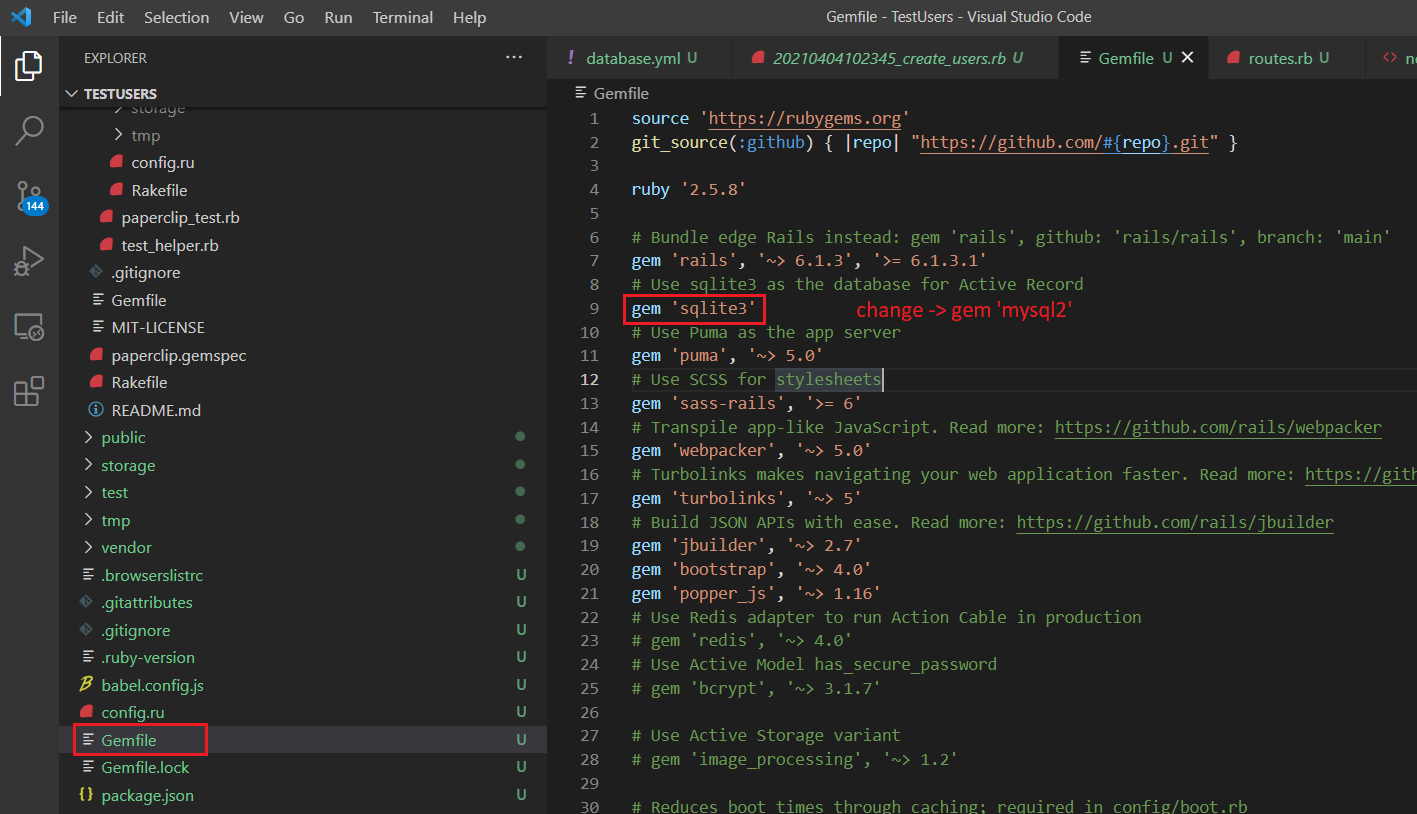 File Edit Selection View Go Run Terminal Help
Gemfile - TestUsers - Visual Studio Code
EXPLORER ...
TESTUSERS
storage
tmp
config.ru
Rakefile
paperclip_test.rb
test_helper.rb
.gitignore
Gemfile
MIT-LICENSE
paperclip.gemspec
Rakefile
README.md
public
storage
test
tmp
vendor
.browserslistrc U
.gitattributes U
.gitignore U
.ruby-version U
babel.config.js U
config.ru U
Gemfile U
Gemfile.lock U
package.json U
144
database.yml U 20210404102345_create_users.rb U Gemfile U routes.rb U
Gemfile
1 source 'https://rubygems.org'
2 git_source(:github) { |repo| "https://github.com/#{repo}.git" }
3
4 ruby '2.5.8'
5
6 # Bundle edge Rails instead: gem 'rails', github: 'rails/rails', branch: 'main'
7 gem 'rails', '~> 6.1.3', '>= 6.1.3.1'
8 # Use sqlite3 as the database for Active Record
9 gem 'sqlite3' change -> gem 'mysql2'
10 # Use Puma as the app server
11 gem 'puma', '~> 5.0'
12 # Use SCSS for stylesheets
13 gem 'sass-rails', '>= 6'
14 # Transpile app-like JavaScript. Read more: https://github.com/rails/webpacker
15 gem 'webpacker', '~> 5.0'
16 # Turbolinks makes navigating your web application faster. Read more: https://gith
17 gem 'turbolinks', '~> 5'
18 # Build JSON APIs with ease. Read more: https://github.com/rails/jbuilder
19 gem 'jbuilder', '~> 2.7'
20 gem 'bootstrap', '~> 4.0'
21 gem 'popper_js', '~> 1.16'
22 # Use Redis adapter to run Action Cable in production
23 # gem 'redis', '~> 4.0'
24 # Use Active Model has_secure_password
25 # gem 'bcrypt', '~> 3.1.7'
26
27 # Use Active Storage variant
28 # gem 'image_processing', '~> 1.2'
29
30 # Reduces boot times through caching; required in config/boot.rb